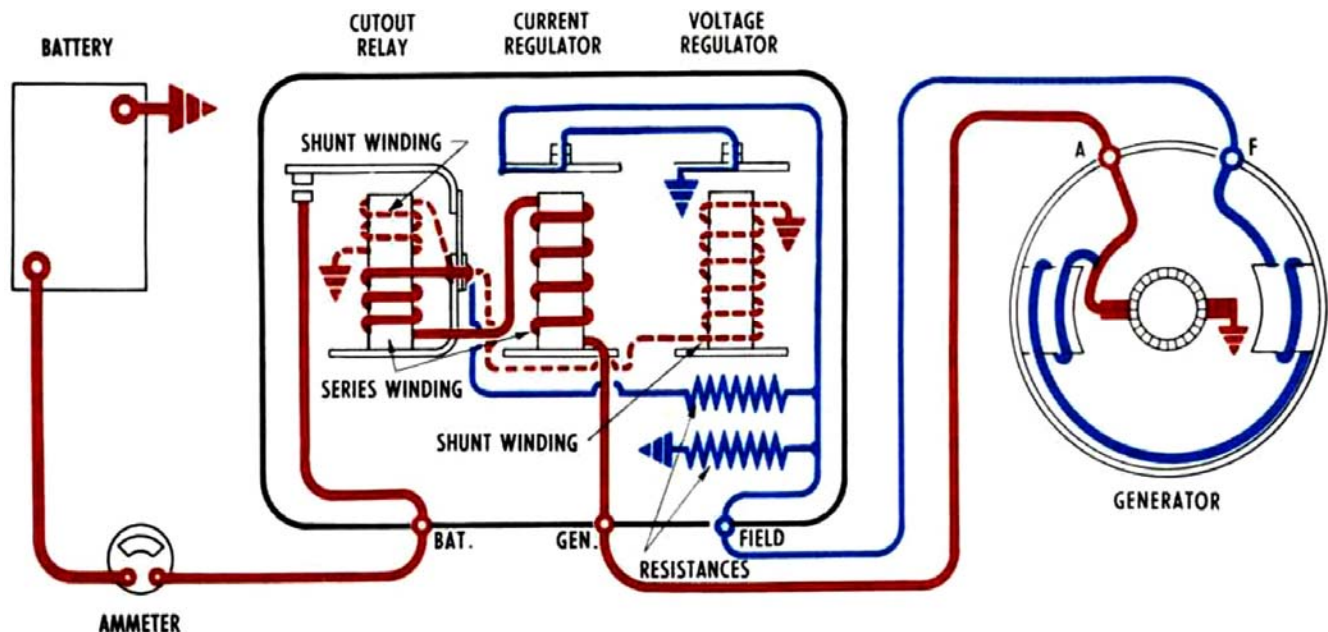 BATTERY
CUTOUT
RELAY
CURRENT
REGULATOR
VOLTAGE
REGULATOR
SHUNT WINDING
A
F
SERIES WINDING
SHUNT WINDING
GENERATOR
BAT.
GEN.
FIELD
RESISTANCES
AMMETER